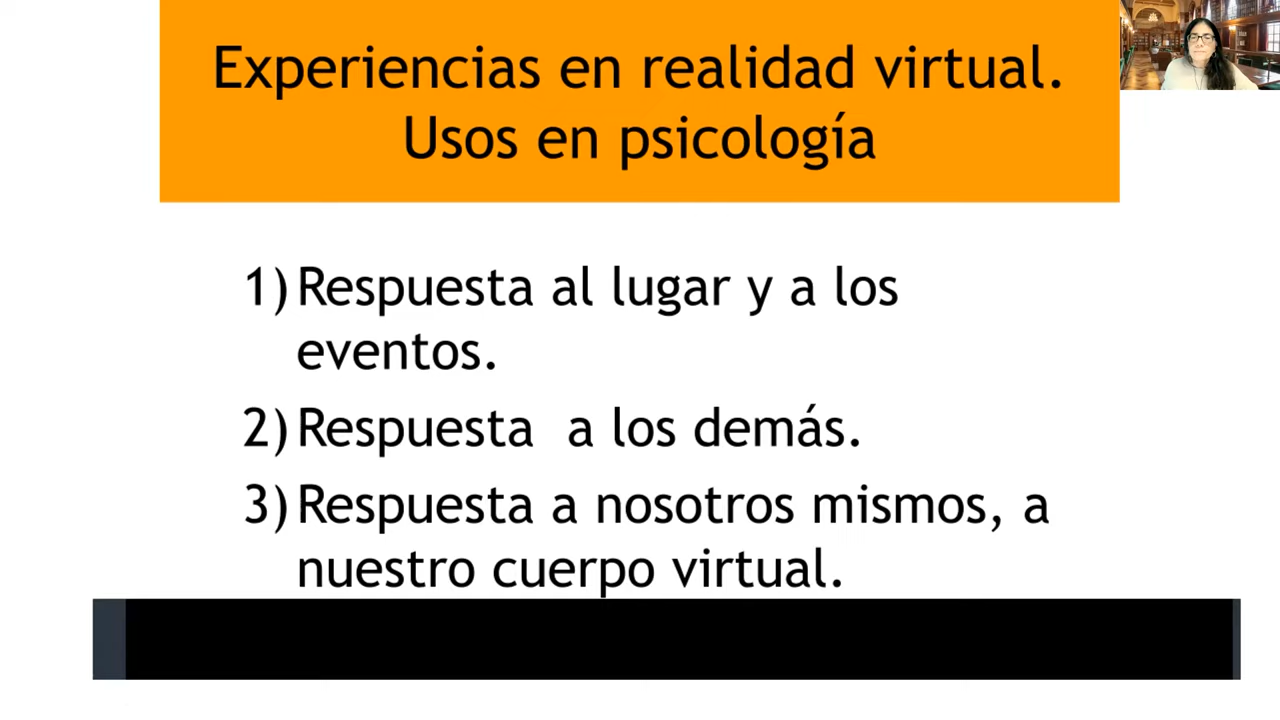 Experiencias en realidad virtual.
Usos en psicología
1) Respuesta al lugar y a los
eventos.
2) Respuesta  a los demás.
3) Respuesta a nosotros mismos, a
nuestro cuerpo virtual.